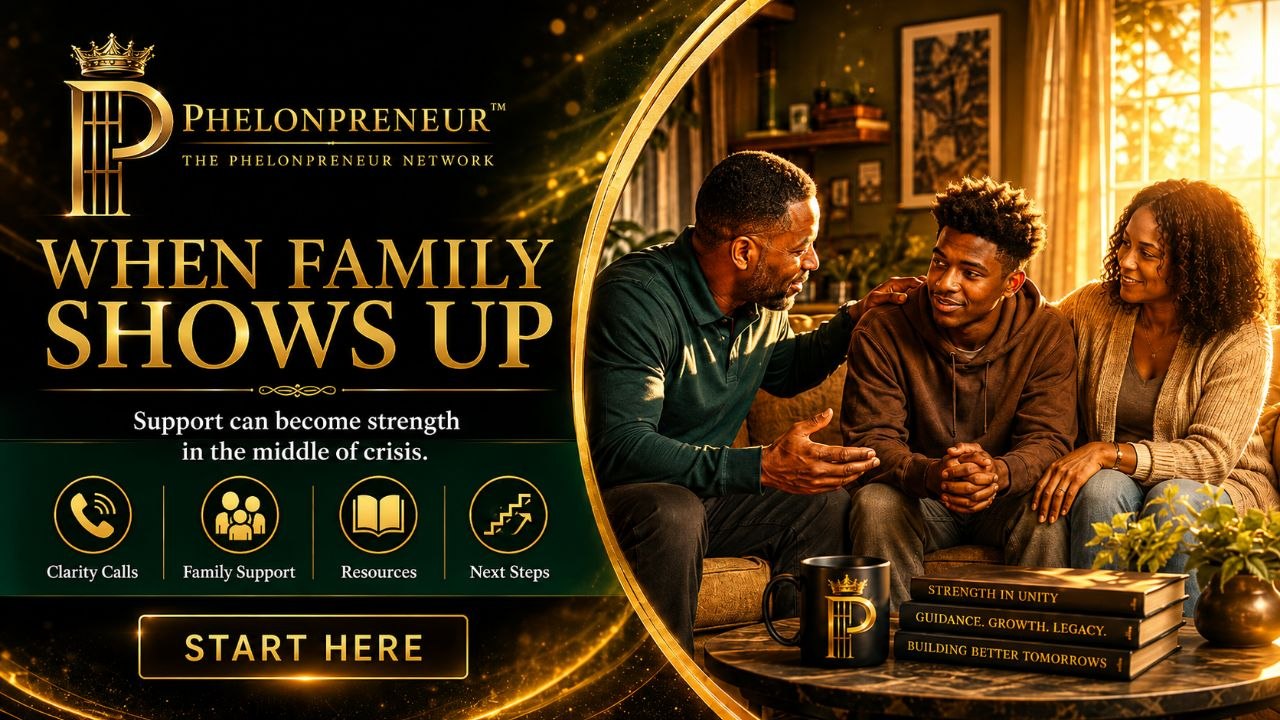 PHELONPRENEUR™
THE PHELONPRENEUR NETWORK
WHEN FAMILY
SHOWS UP
Support can become strength
in the middle of crisis.
Clarity Calls
Family Support
Resources
Next Steps
START HERE
STRENGTH IN UNITY
GUIDANCE. GROWTH. LEGACY.
BUILDING BETTER TOMORROWS